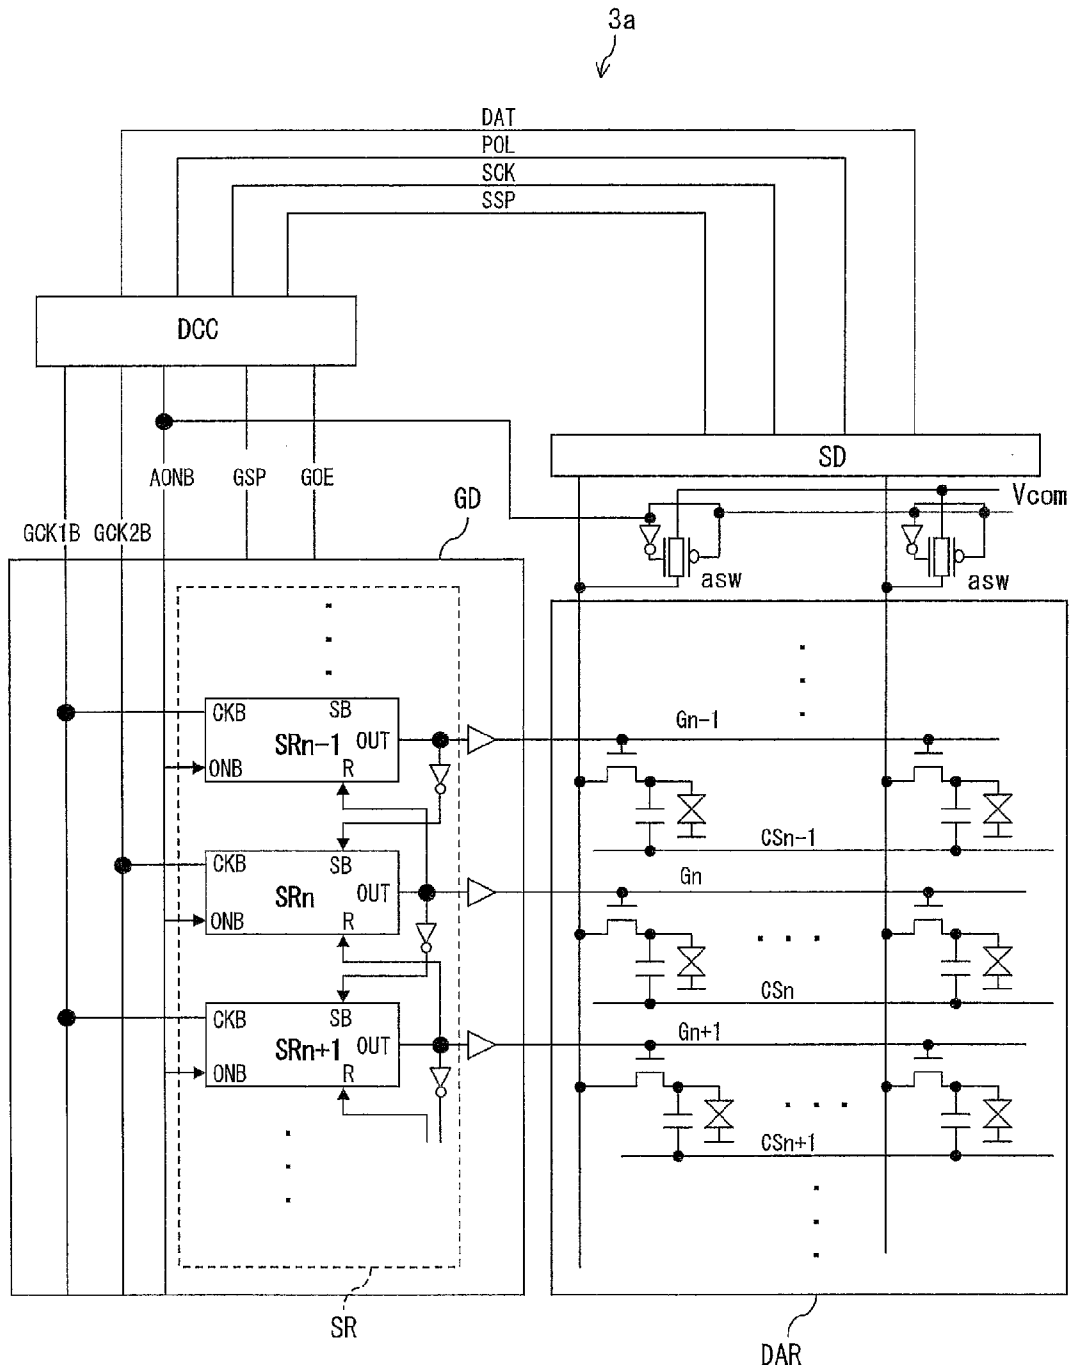 3a
DAT
POL
SCK
SSP
DCC
SD
AONB GSP GOE
GD
Vcom
GCK1B GCK2B
asw asw
CKB SB
SRn-1 OUT
ONB R
Gn-1
CSn-1
CKB SB
SRn OUT
ONB R
Gn
CSn
CKB SB
SRn+1 OUT
ONB R
Gn+1
CSn+1
SR
DAR